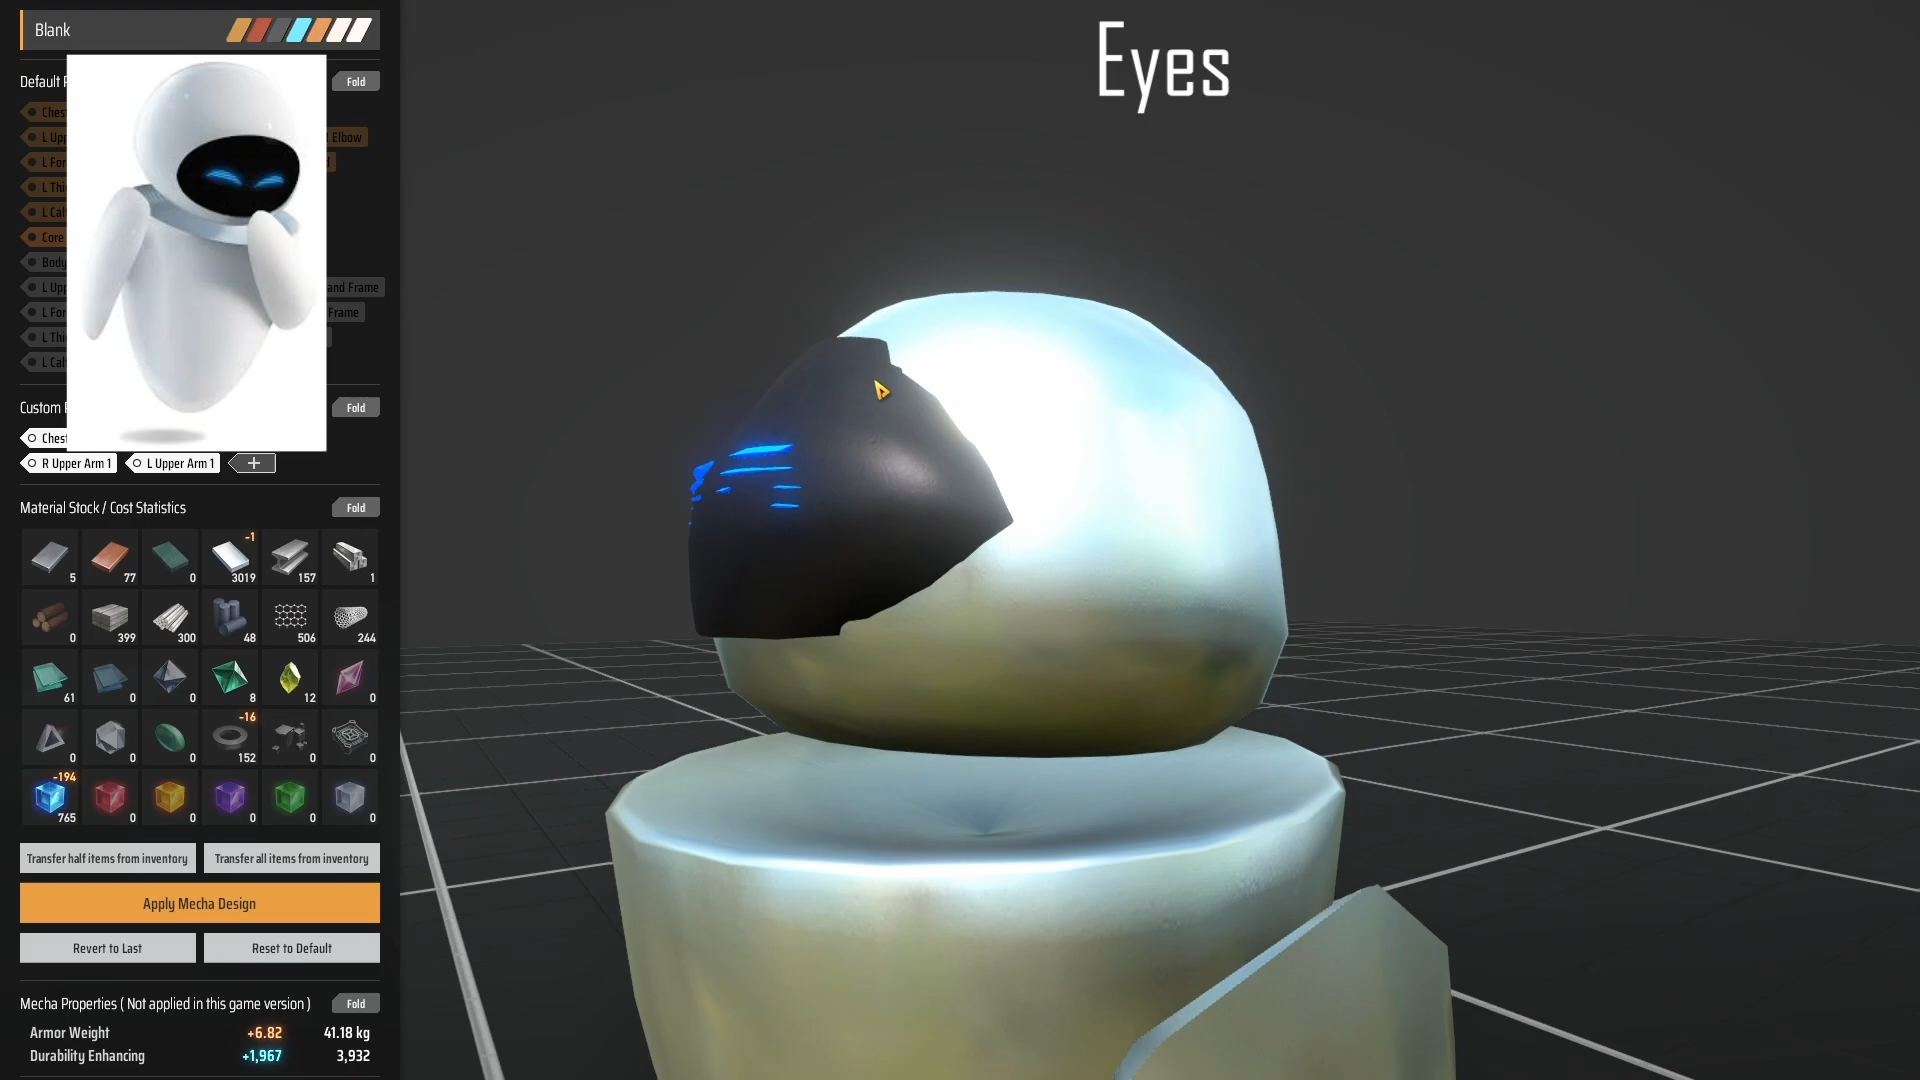 Blank
Eyes
Default
Fold
Ches
L Upp
Elbow
L For
L Thi
L Cal
Core
Body
L Upp
and Frame
L For
Frame
L Thi
L Cal
Custom
Fold
Chest
R Upper Arm 1
L Upper Arm 1
Material Stock / Cost Statistics
Fold
5
77
0
-1
3019
157
1
0
399
300
48
506
244
61
0
0
8
12
0
0
0
0
-16
152
0
0
-194
765
0
0
0
0
0
Transfer half items from inventory
Transfer all items from inventory
Apply Mecha Design
Revert to Last
Reset to Default
Mecha Properties ( Not applied in this game version )
Fold
Armor Weight
+6.82
41.18 kg
Durability Enhancing
+1,967
3,932